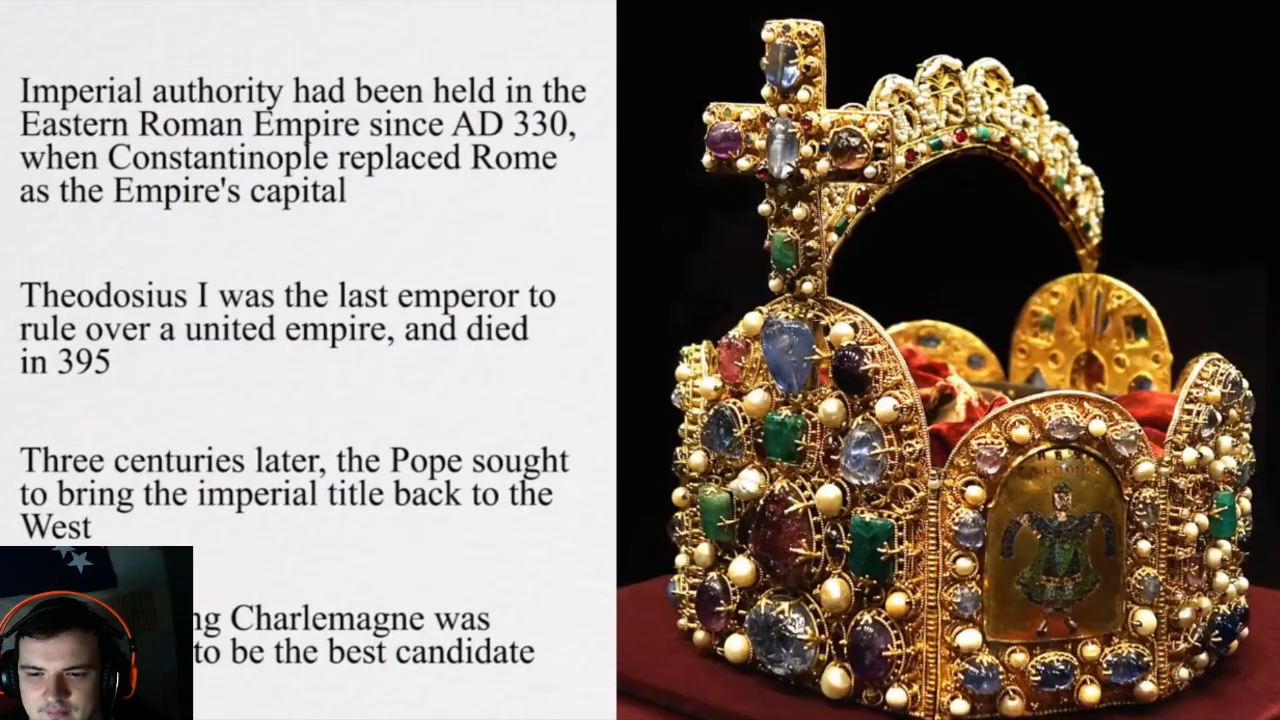 Imperial authority had been held in the
Eastern Roman Empire since AD 330,
when Constantinople replaced Rome
as the Empire's capital
Theodosius I was the last emperor to
rule over a united empire, and died
in 395
Three centuries later, the Pope sought
to bring the imperial title back to the
West
ng Charlemagne was
to be the best candidate